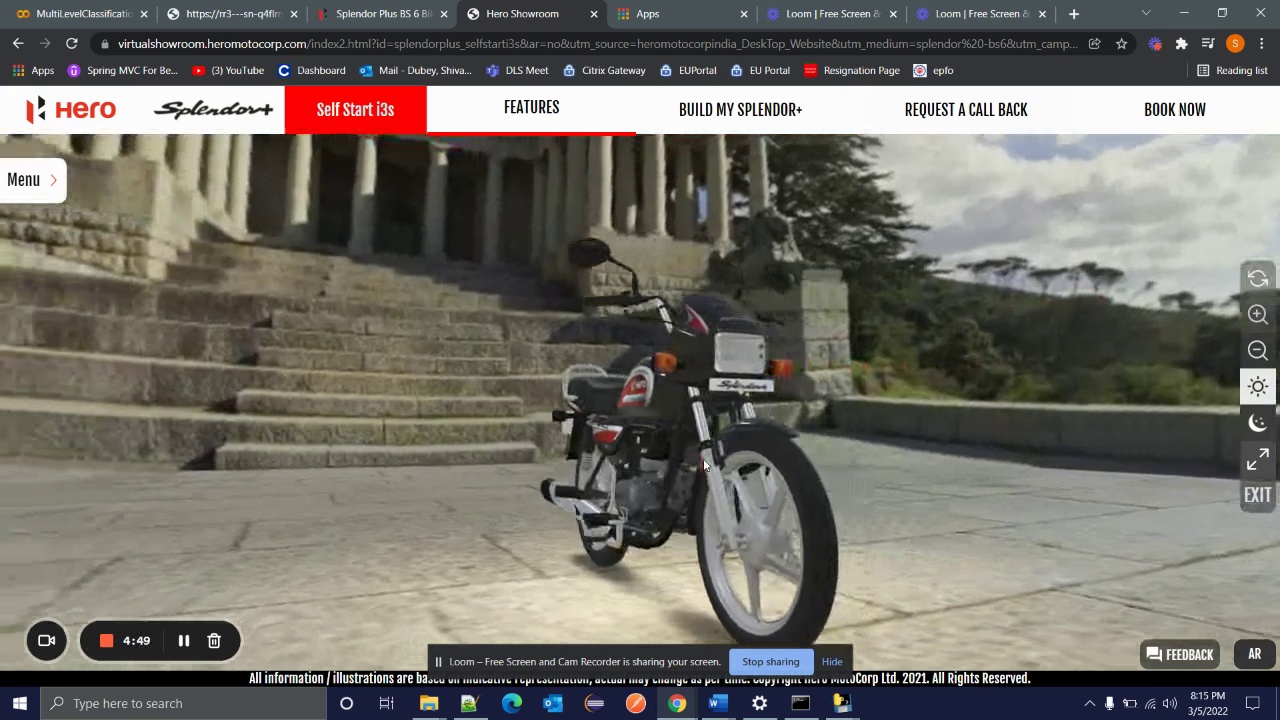 MultiLevelClassificatio
https://rr3---sn-q4flrn
Splendor Plus BS 6 Bi
Hero Showroom
Apps
Loom | Free Screen &
Loom | Free Screen &
virtualshowroom.heromotocorp.com/index2.html?id=splendorplus_selfstarti3s&at=no&utm_source=heromotocorpindia_DeskTop_Website&utm_medium=splendor%20-bs6&utm_camp...
S
Apps
Spring MVC For Be...
(3) YouTube
Dashboard
Mail - Dubey, Shiva...
DLS Meet
Citrix Gateway
EUPortal
EU Portal
Resignation Page
epfo
Reading list
HERO
Splendor+
Self Start i3s
FEATURES
BUILD MY SPLENDOR+
REQUEST A CALL BACK
BOOK NOW
Menu
Splendor+
EXIT
4:49
Loom – Free Screen and Cam Recorder is sharing your screen.
Stop sharing
Hide
FEEDBACK
AR
All information / illustrations are based on indicative representation, actual may change as per time. Copyright Hero MotoCorp Ltd. 2021. All Rights Reserved.
Type here to search
8:15 PM
3/5/2022